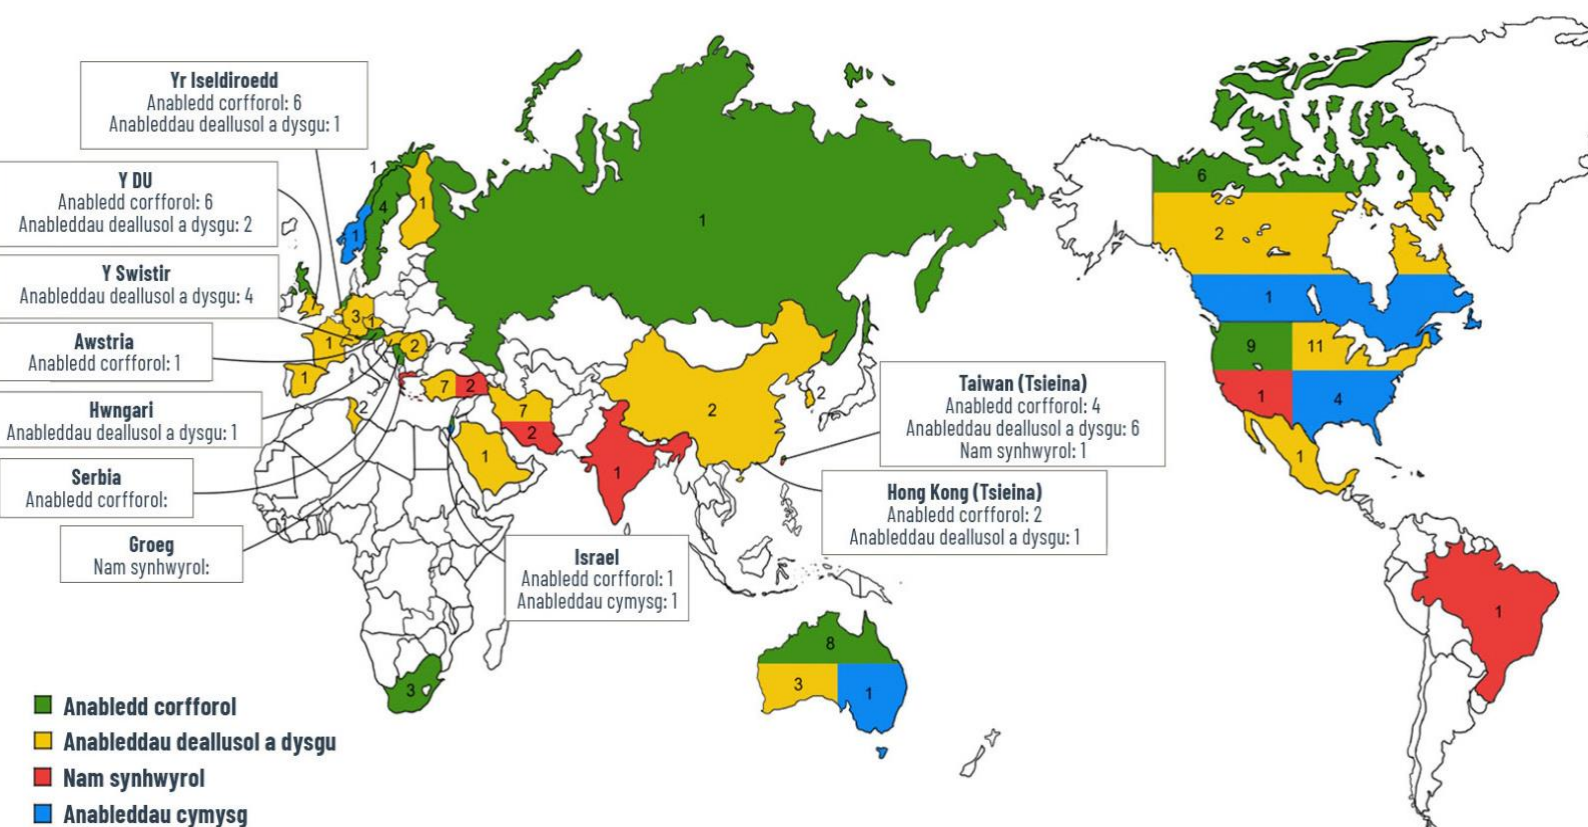 Yr Iseldiroedd
Anabledd corfforol: 6
Anableddau deallusol a dysgu: 1
Y DU
Anabledd corfforol: 6
Anableddau deallusol a dysgu: 2
Y Swistir
Anableddau deallusol a dysgu: 4
Awstria
Anabledd corfforol: 1
Hwngari
Anableddau deallusol a dysgu: 1
Serbia
Anabledd corfforol:
Groeg
Nam synhwyrol:
Israel
Anabledd corfforol: 1
Anableddau cymysg: 1
Taiwan (Tsieina)
Anabledd corfforol: 4
Anableddau deallusol a dysgu: 6
Nam synhwyrol: 1
Hong Kong (Tsieina)
Anabledd corfforol: 2
Anableddau deallusol a dysgu: 1
1
4
1
1
3
1
1
2
1
2
7
2
7
2
1
1
2
2
1
3
8
3
1
6
2
1
9
11
1
4
1
1
Anabledd corfforol
Anableddau deallusol a dysgu
Nam synhwyrol
Anableddau cymysg